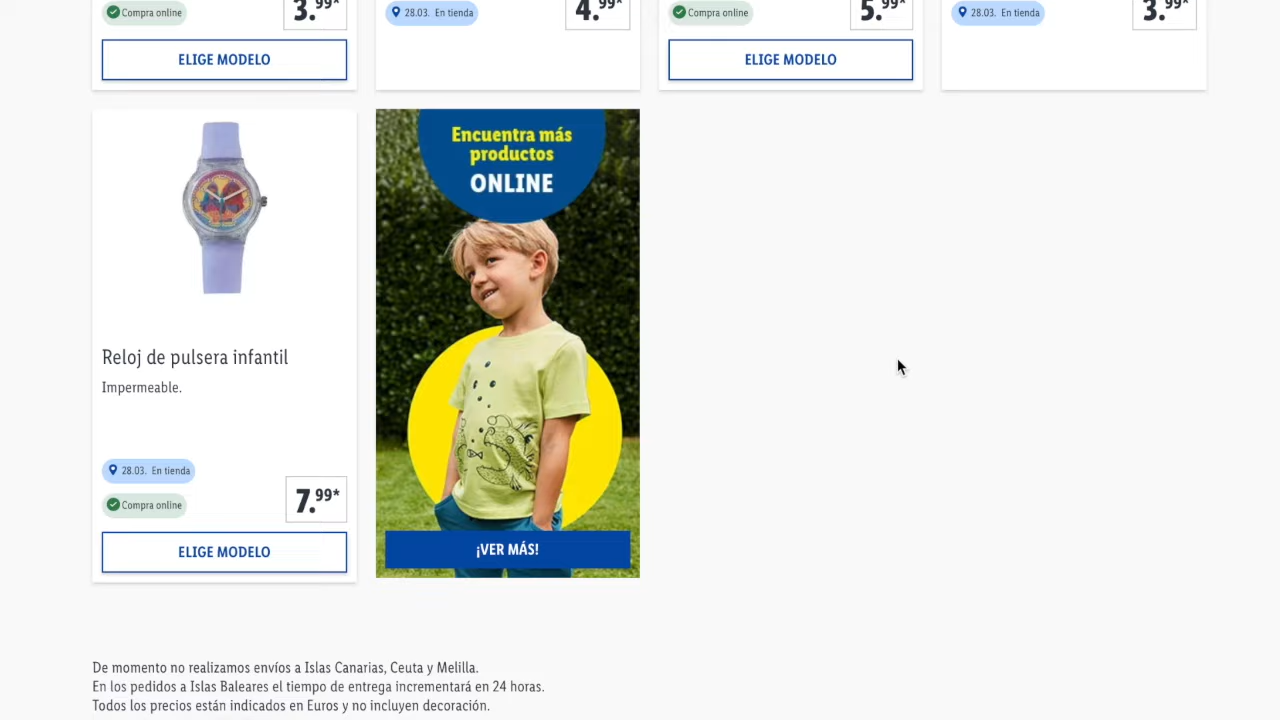 Compra online
3.99*
28.03. En tienda
4.99*
Compra online
5.99*
28.03. En tienda
3.99*
ELIGE MODELO
ELIGE MODELO
Reloj de pulsera infantil
Impermeable.
28.03. En tienda
Compra online
7.99*
ELIGE MODELO
Encuentra más
productos
ONLINE
¡VER MÁS!
De momento no realizamos envíos a Islas Canarias, Ceuta y Melilla.
En los pedidos a Islas Baleares el tiempo de entrega incrementará en 24 horas.
Todos los precios están indicados en Euros y no incluyen decoración.